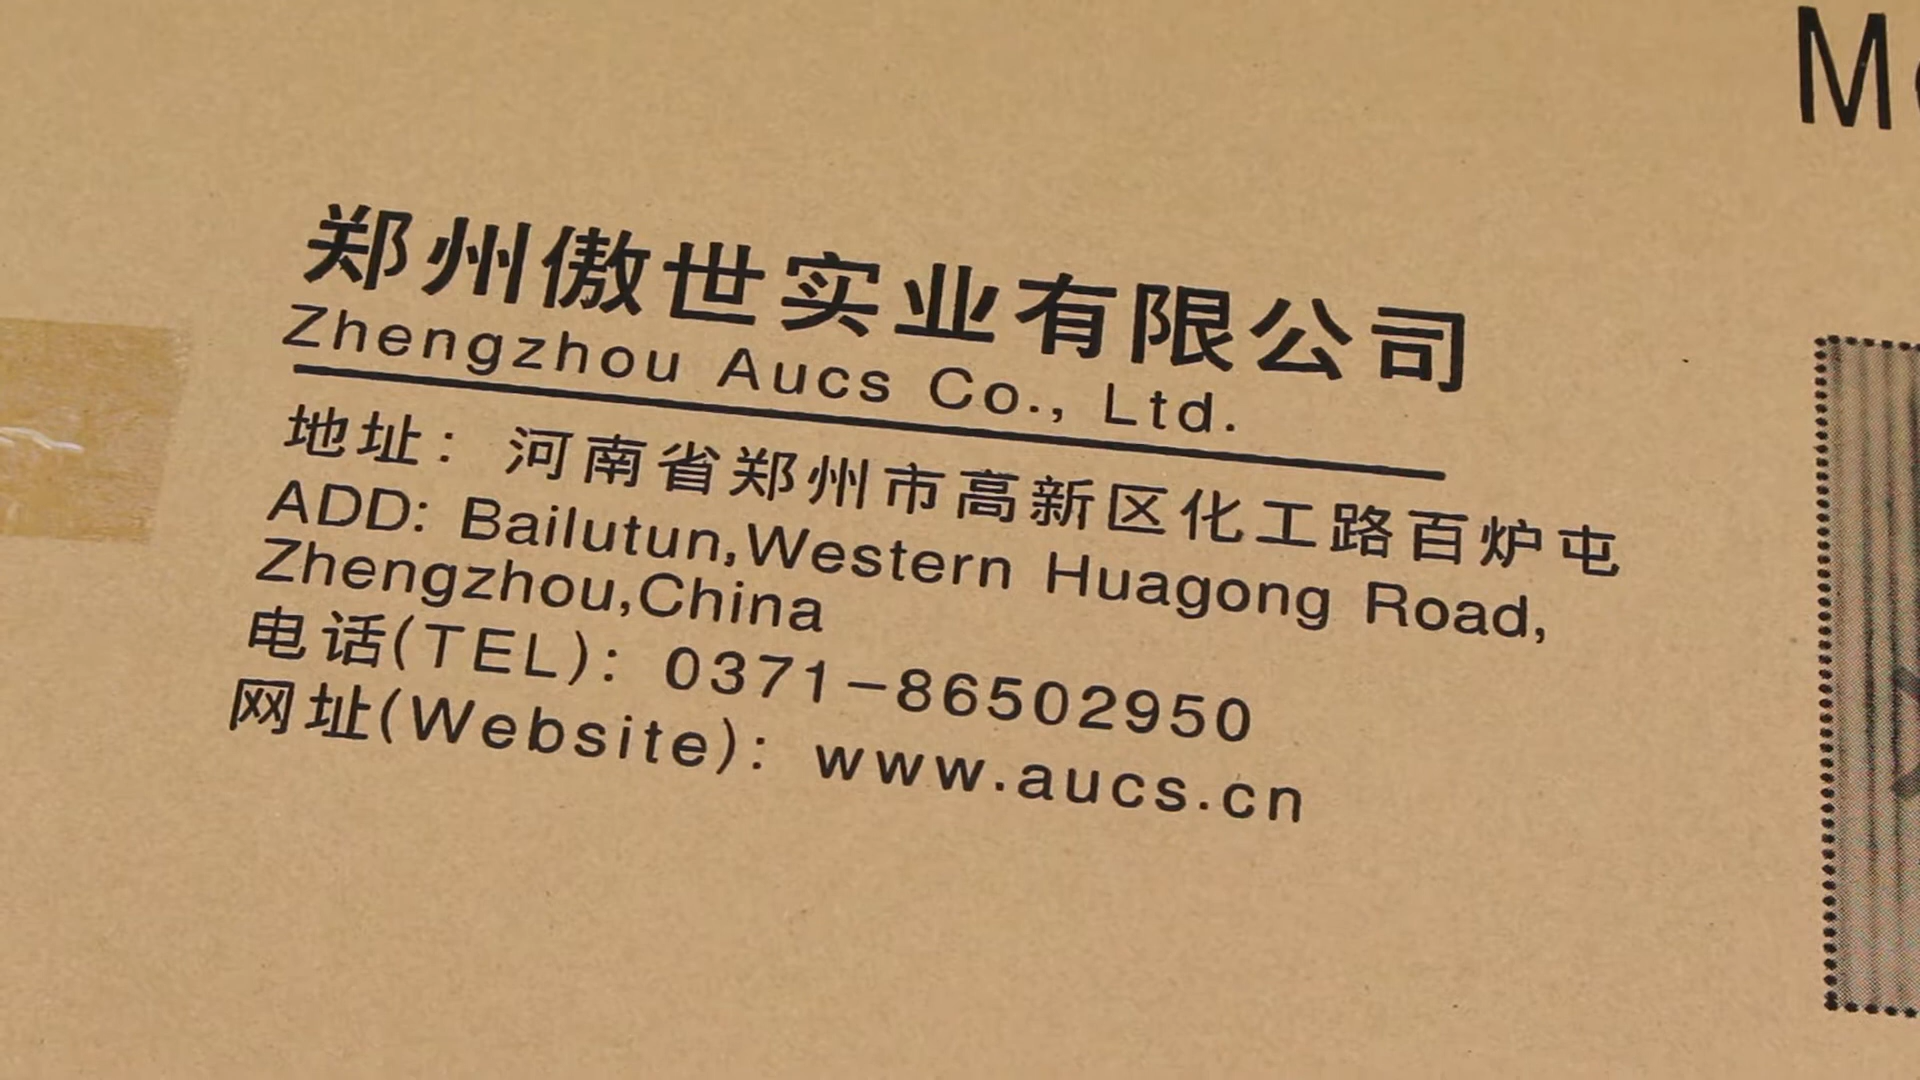 郑州傲世实业有限公司
Zhengzhou Aucs Co., Ltd.
地址：河南省郑州市高新区化工路百炉屯
ADD: Bailutun,Western Huagong Road,
Zhengzhou,China
电话(TEL)：0371-86502950
网址(Website)：www.aucs.cn